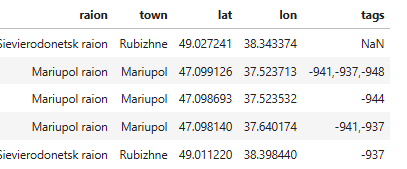 raion town lat lon tags
Sievierodonetsk raion Rubizhne 49.027241 38.343374 NaN
Mariupol raion Mariupol 47.099126 37.523713 -941,-937,-948
Mariupol raion Mariupol 47.098693 37.523532 -944
Mariupol raion Mariupol 47.098140 37.640174 -941,-937
Sievierodonetsk raion Rubizhne 49.011220 38.398440 -937